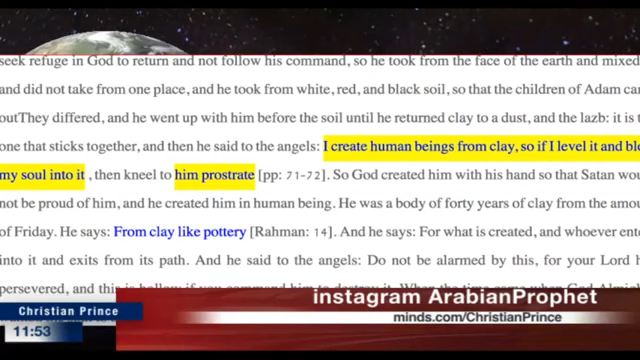 seek refuge in God to return and not follow his command, so he took from the face of the earth and mixed
and did not take from one place, and he took from white, red, and black soil, so that the children of Adam
outThey differed, and he went up with him before the soil until he returned clay to a dust, and the lazb: it is
one that sticks together, and then he said to the angels: I create human beings from clay, so if I level it and
my soul into it , then kneel to him prostrate [pp: 71-72]. So God created him with his hand so that Satan
not be proud of him, and he created him in human being. He was a body of forty years of clay from the
of Friday. He says: From clay like pottery [Rahman: 14]. And he says: For what is created, and whoever
into it and exits from its path. And he said to the angels: Do not be alarmed by this, for your Lord
persevered, and this is hollow if you command him to destroy it. When the time came when God
instagram ArabianProphet
Christian Prince
minds.com/ChristianPrince
11:53